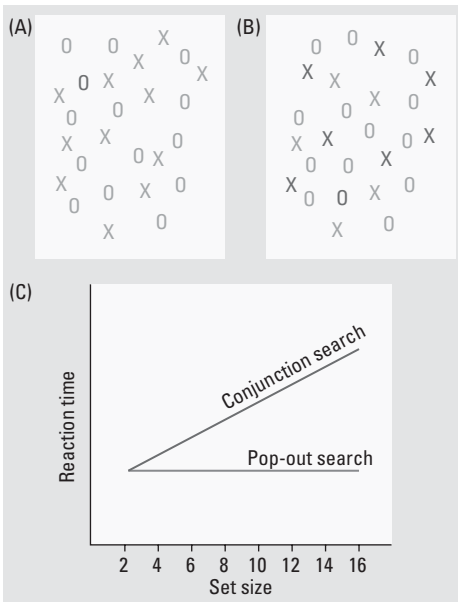 (A)
X
O O
O
X
X
O X
X X
O
O
O
X
X O
O X
O
X O
O X
O
O
X
(B)
O
O X
O
X
X X
X O
O
O
O
X X
X O
X
O O
X O
X
O O
O
X
(C)
Reaction time
Conjunction search
Pop-out search
2 4 6 8 10 12 14 16
Set size